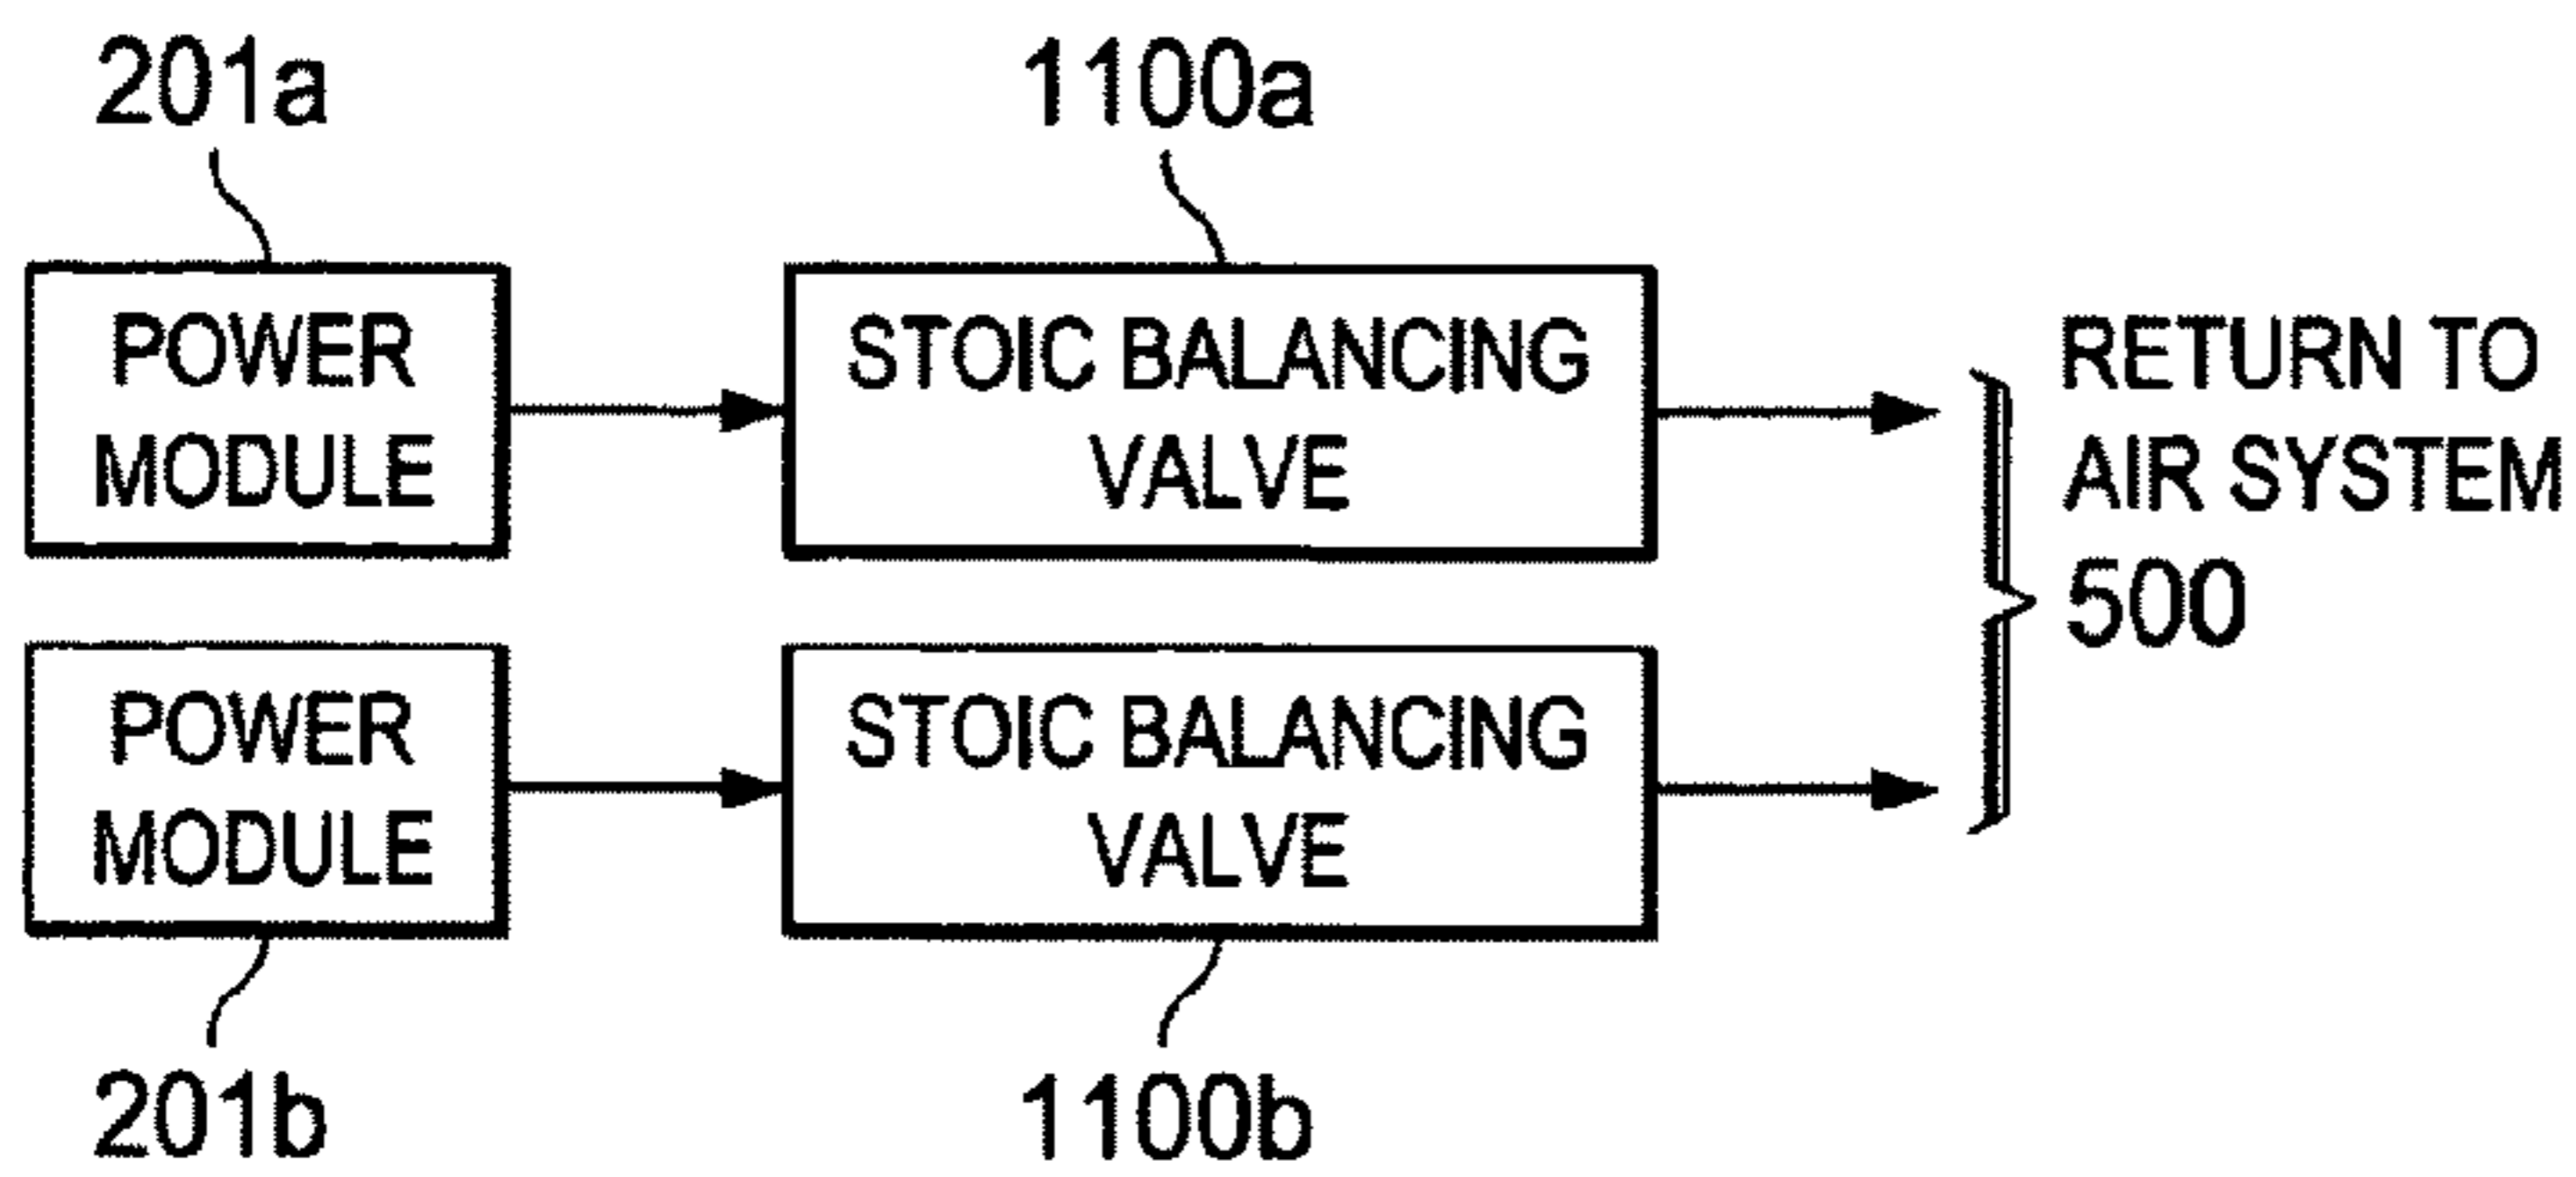 201a
1100a
POWER
MODULE
STOIC BALANCING
VALVE
RETURN TO
AIR SYSTEM
500
POWER
MODULE
STOIC BALANCING
VALVE
201b
1100b